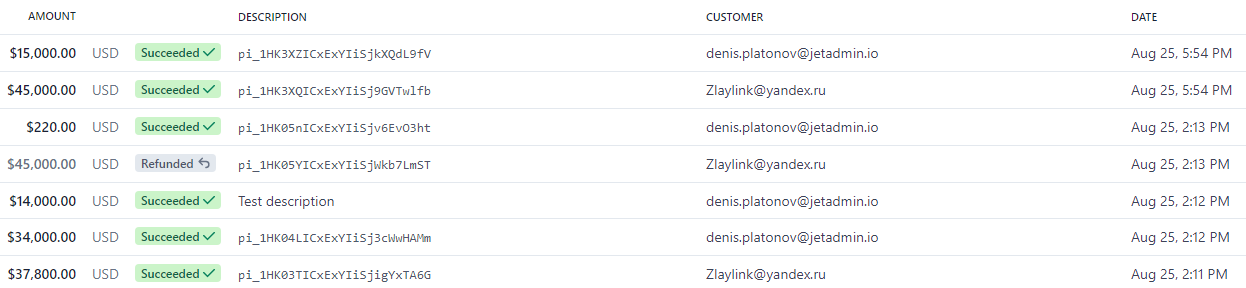 AMOUNT DESCRIPTION CUSTOMER DATE
$15,000.00 USD Succeeded pi_1HK3XZICxExYIiSjkXQdL9fV denis.platonov@jetadmin.io Aug 25, 5:54 PM
$45,000.00 USD Succeeded pi_1HK3XQICxExYIiSj9GVTwlfb Zlaylink@yandex.ru Aug 25, 5:54 PM
$220.00 USD Succeeded pi_1HK05nICxExYIiSjv6EvO3ht denis.platonov@jetadmin.io Aug 25, 2:13 PM
$45,000.00 USD Refunded pi_1HK05YICxExYIiSjWkb7LmST Zlaylink@yandex.ru Aug 25, 2:13 PM
$14,000.00 USD Succeeded Test description denis.platonov@jetadmin.io Aug 25, 2:12 PM
$34,000.00 USD Succeeded pi_1HK04LICxExYIiSj3cWwHAMm denis.platonov@jetadmin.io Aug 25, 2:12 PM
$37,800.00 USD Succeeded pi_1HK03TICxExYIiSjigYxTA6G Zlaylink@yandex.ru Aug 25, 2:11 PM